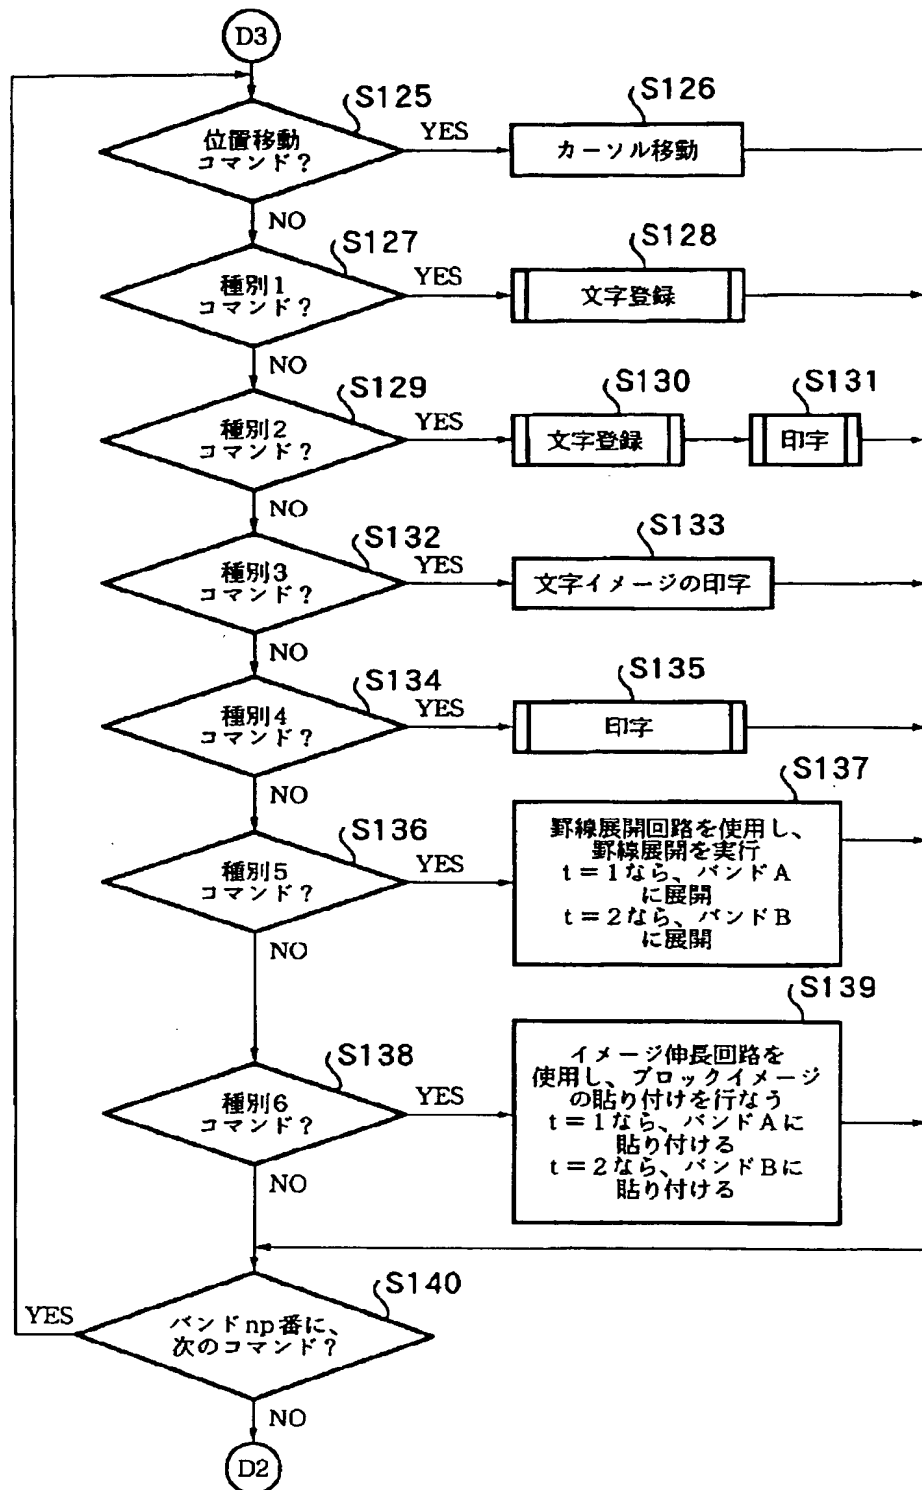 D3
S125
位置移動
コマンド?
YES
S126
カーソル移動
NO
S127
種別1
コマンド?
YES
S128
文字登録
NO
S129
種別2
コマンド?
YES
S130
文字登録
S131
印字
NO
S132
種別3
コマンド?
YES
S133
文字イメージの印字
NO
S134
種別4
コマンド?
YES
S135
印字
NO
S136
種別5
コマンド?
YES
S137
罫線展開回路を使用し、
罫線展開を実行
t=1なら、バンドA
に展開
t=2なら、バンドB
に展開
NO
S138
種別6
コマンド?
YES
S139
イメージ伸長回路を
使用し、ブロックイメージ
の貼り付けを行なう
t=1なら、バンドAに
貼り付ける
t=2なら、バンドBに
貼り付ける
NO
S140
バンドnp番に、
次のコマンド?
YES
NO
D2